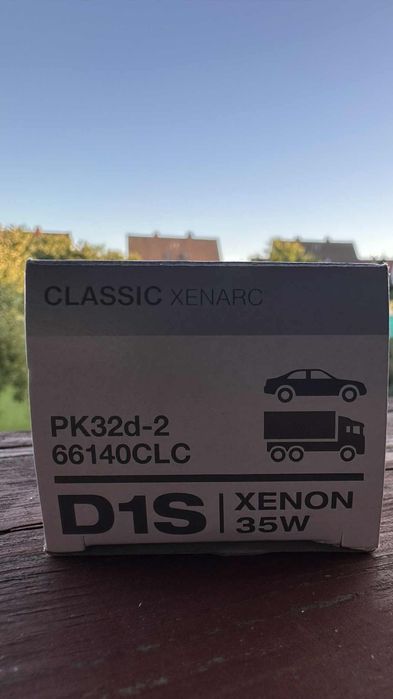 CLASSIC XENARC
PK32d-2
66140CLC
D1S | XENON
35W